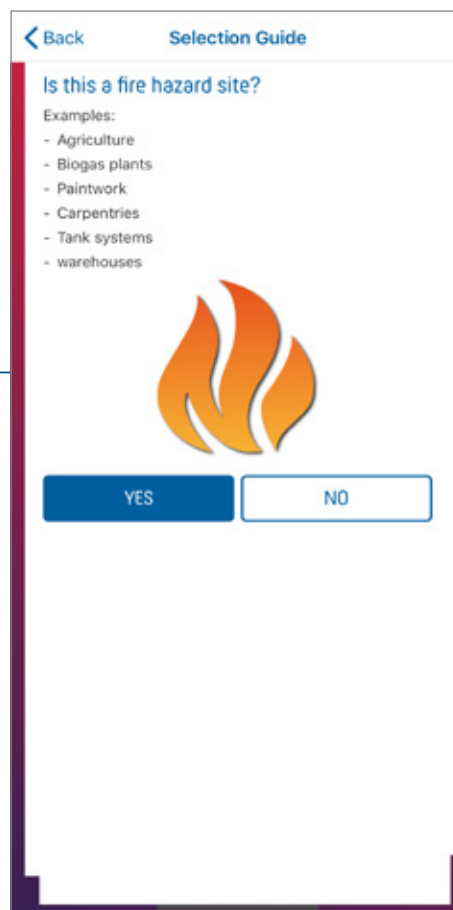 Back
Selection Guide
Is this a fire hazard site?
Examples:
- Agriculture
- Biogas plants
- Paintwork
- Carpentries
- Tank systems
- warehouses
YES
NO